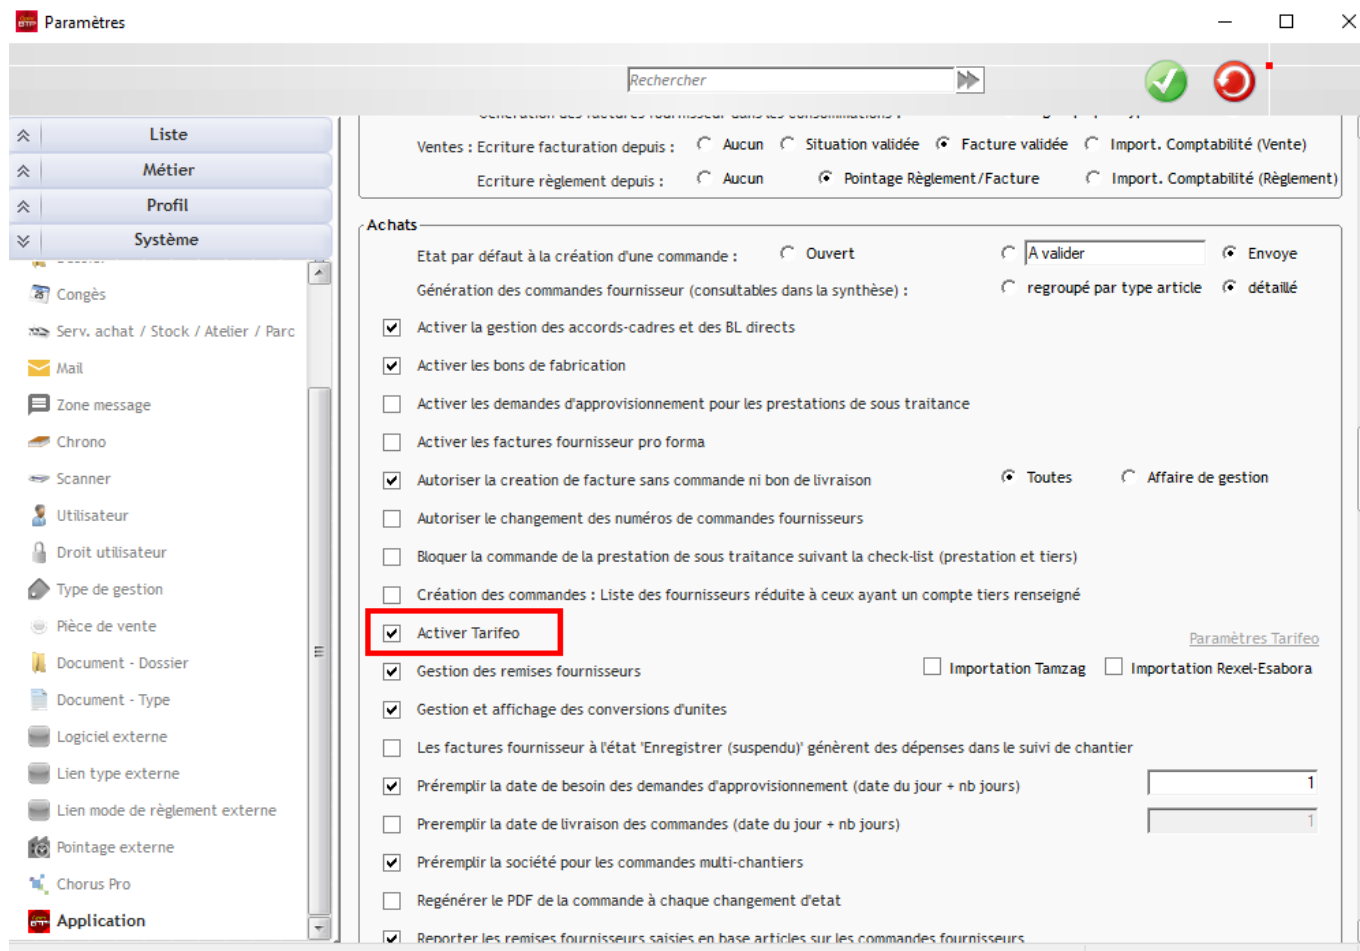 Paramètres
Rechercher
Liste
Métier
Profil
Système
Congès
Serv. achat / Stock / Atelier / Parc
Mail
Zone message
Chrono
Scanner
Utilisateur
Droit utilisateur
Type de gestion
Pièce de vente
Document - Dossier
Document - Type
Logiciel externe
Lien type externe
Lien mode de règlement externe
Pointage externe
Chorus Pro
Application
Ventes : Ecriture facturation depuis : Aucun Situation validée Facture validée Import. Comptabilité (Vente)
Ecriture règlement depuis : Aucun Pointage Règlement/Facture Import. Comptabilité (Règlement)
Achats
Etat par défaut à la création d'une commande : Ouvert A valider Envoye
Génération des commandes fournisseur (consultables dans la synthèse) : regroupé par type article détaillé
Activer la gestion des accords-cadres et des BL directs
Activer les bons de fabrication
Activer les demandes d'approvisionnement pour les prestations de sous traitance
Activer les factures fournisseur pro forma
Autoriser la creation de facture sans commande ni bon de livraison Toutes Affaire de gestion
Autoriser le changement des numéros de commandes fournisseurs
Bloquer la commande de la prestation de sous traitance suivant la check-list (prestation et tiers)
Création des commandes : Liste des fournisseurs réduite à ceux ayant un compte tiers renseigné
Activer Tarifeo Paramètres Tarifeo
Gestion des remises fournisseurs Importation Tamzag Importation Rexel-Esabora
Gestion et affichage des conversions d'unites
Les factures fournisseur à l'état 'Enregistrer (suspendu)' génèrent des dépenses dans le suivi de chantier
Préremplir la date de besoin des demandes d'approvisionnement (date du jour + nb jours) 1
Preremplir la date de livraison des commandes (date du jour + nb jours) 1
Préremplir la société pour les commandes multi-chantiers
Regénérer le PDF de la commande à chaque changement d'etat
Reporter les remises fournisseurs saisies en base articles sur les commandes fournisseurs